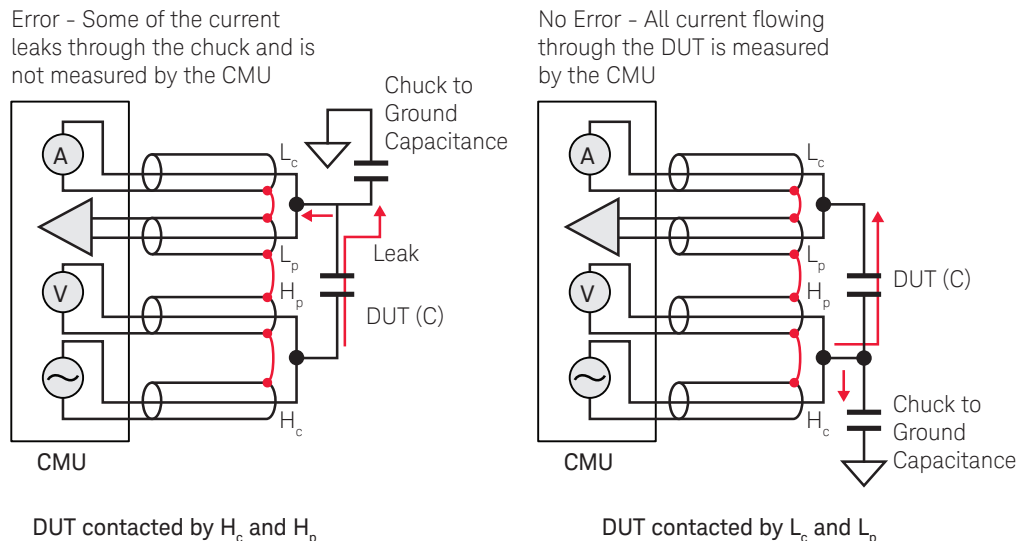 Error - Some of the current
leaks through the chuck and is
not measured by the CMU
Chuck to
Ground
Capacitance
A
Lc
Lp
Leak
V
Hp
DUT (C)
Hc
CMU
DUT contacted by Hc and Hp
No Error - All current flowing
through the DUT is measured
by the CMU
A
Lc
Lp
V
Hp
DUT (C)
Hc
Chuck to
Ground
Capacitance
CMU
DUT contacted by Lc and Lp